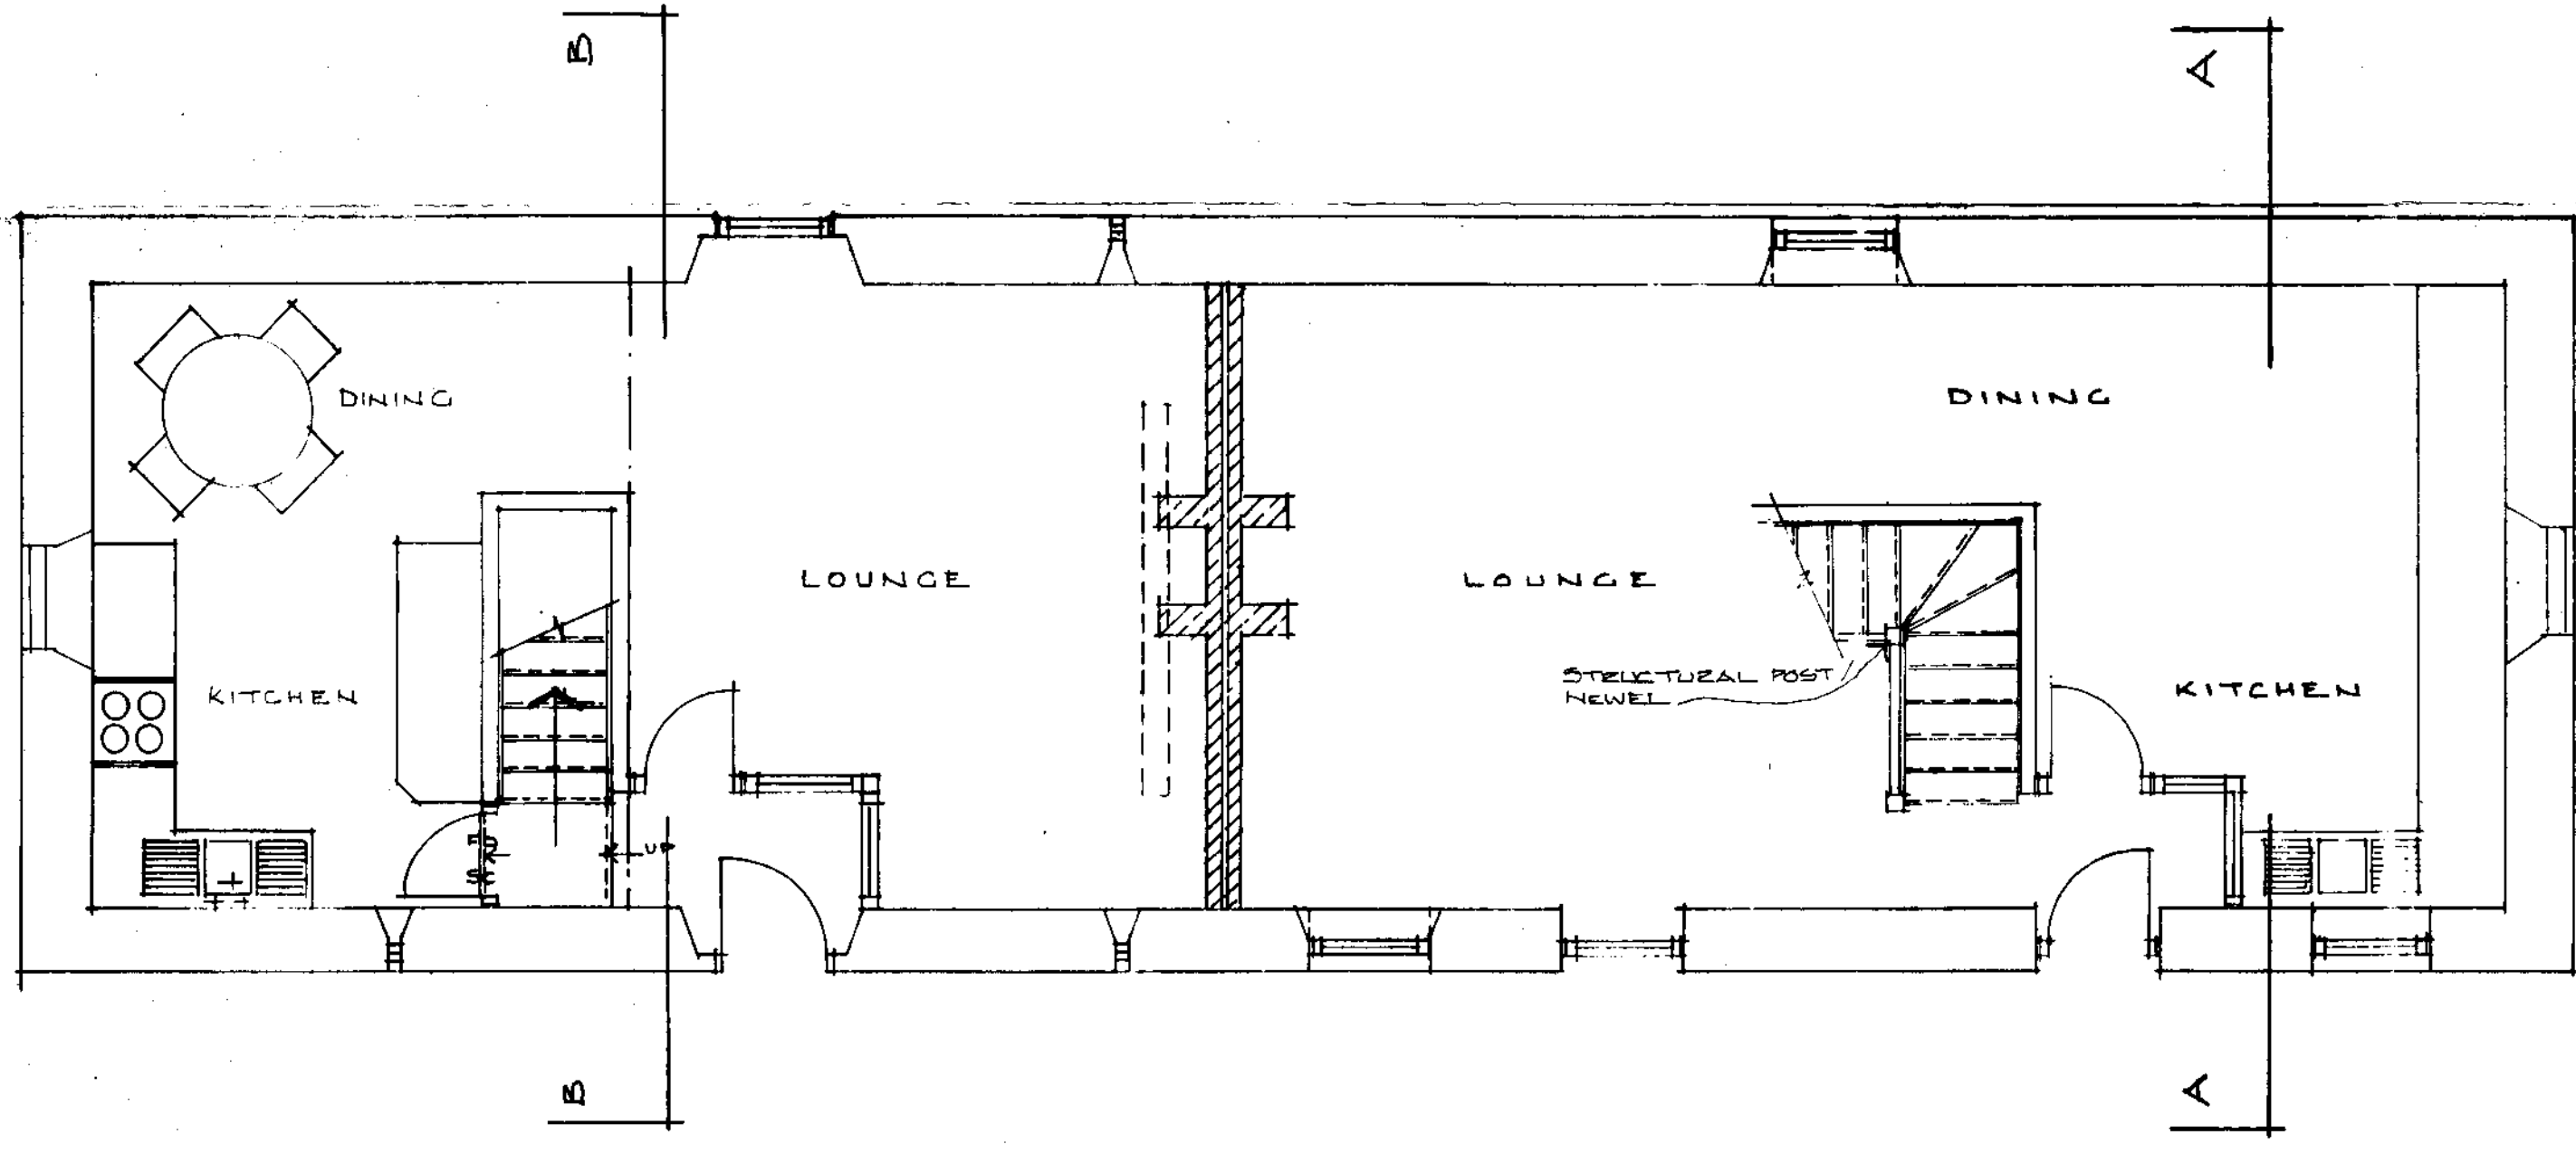 B
A
DINING
DINING
LOUNGE
LOUNGE
STRUCTURAL POST
NEWEL
KITCHEN
KITCHEN
UP
B
A